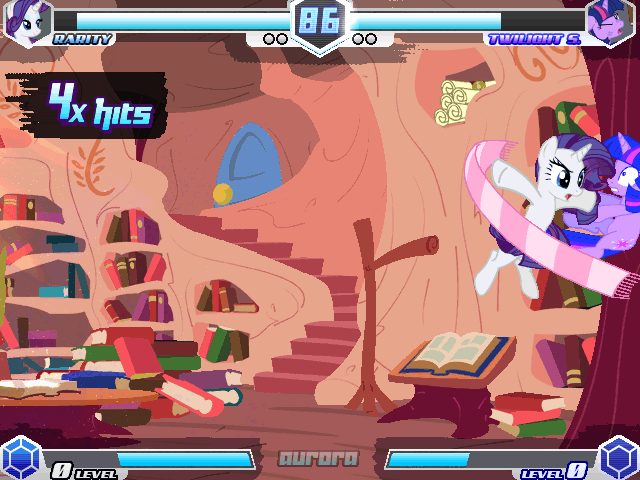 86
RARITY
TWILIGHT S.
4x hits
0 LEVEL
aurora
LEVEL 0